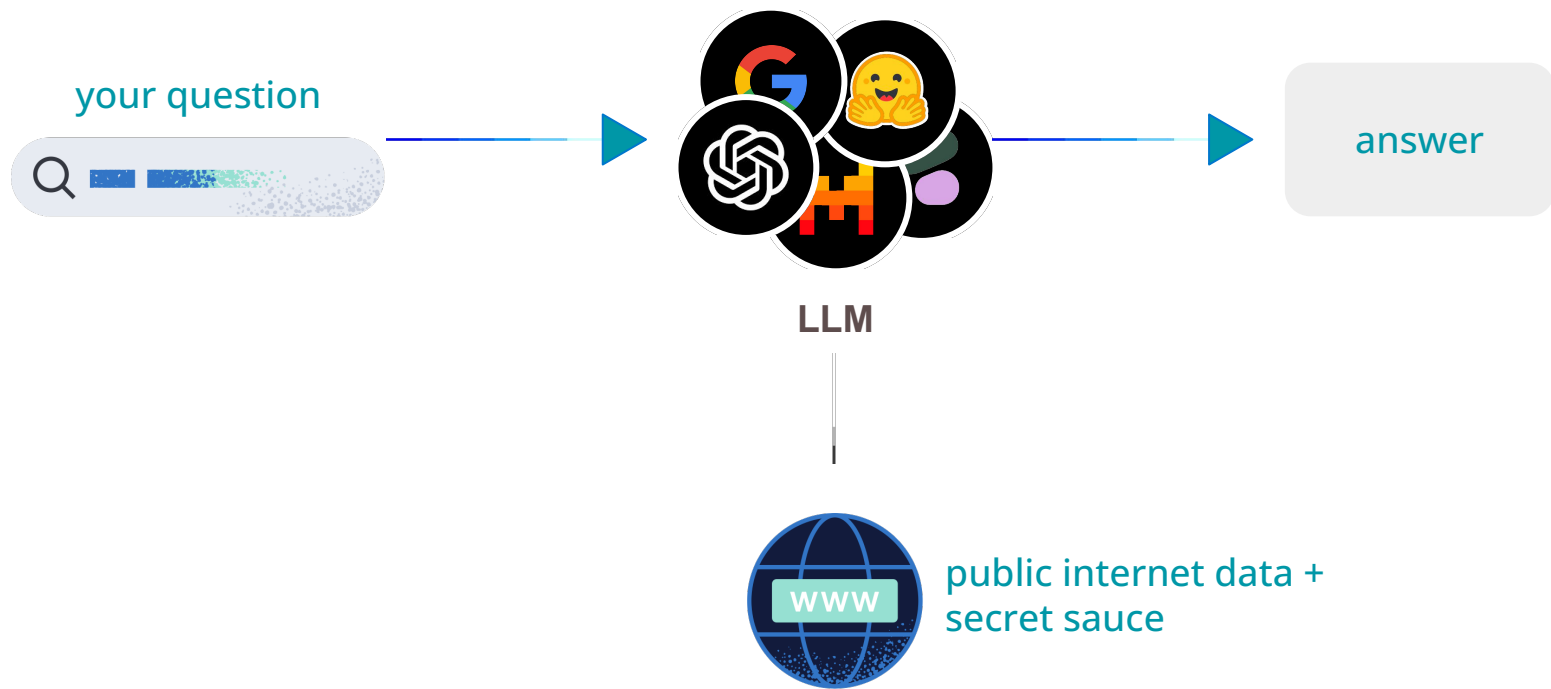 your question
answer
LLM
WWW
public internet data +
secret sauce